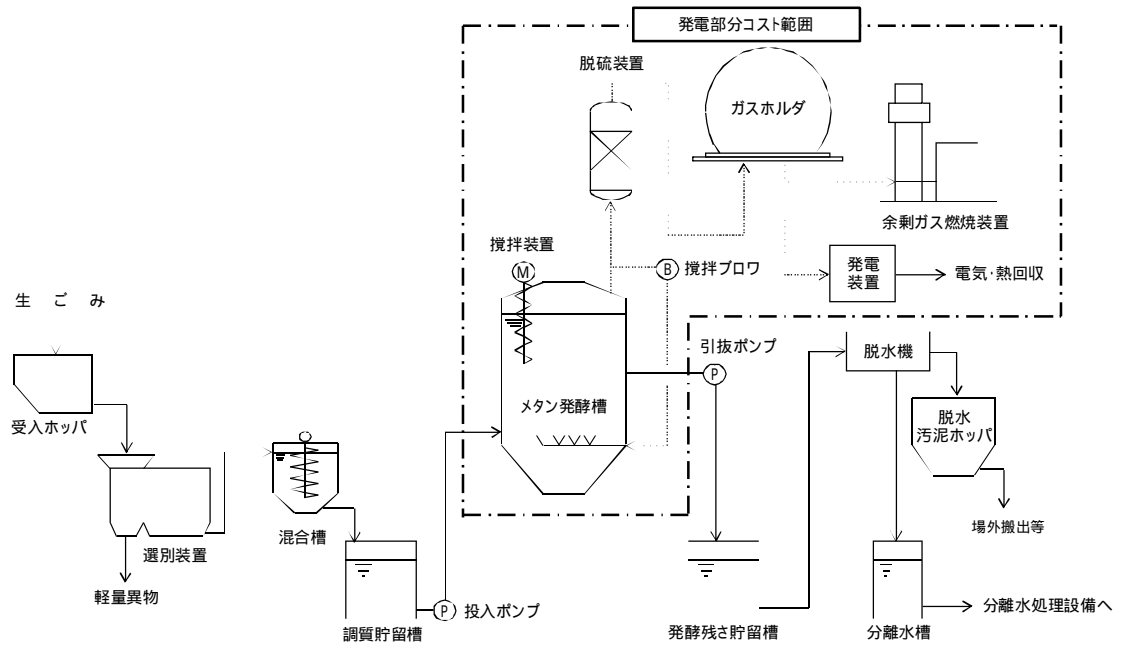 発電部分コスト範囲
脱硫装置
ガスホルダ
余剰ガス燃焼装置
撹拌装置
M
B
撹拌ブロワ
発電
装置
電気・熱回収
生 ご み
引抜ポンプ
P
脱水機
受入ホッパ
メタン発酵槽
脱水
汚泥ホッパ
選別装置
混合槽
場外搬出等
軽量異物
P
投入ポンプ
調質貯留槽
発酵残さ貯留槽
分離水槽
分離水処理設備へ